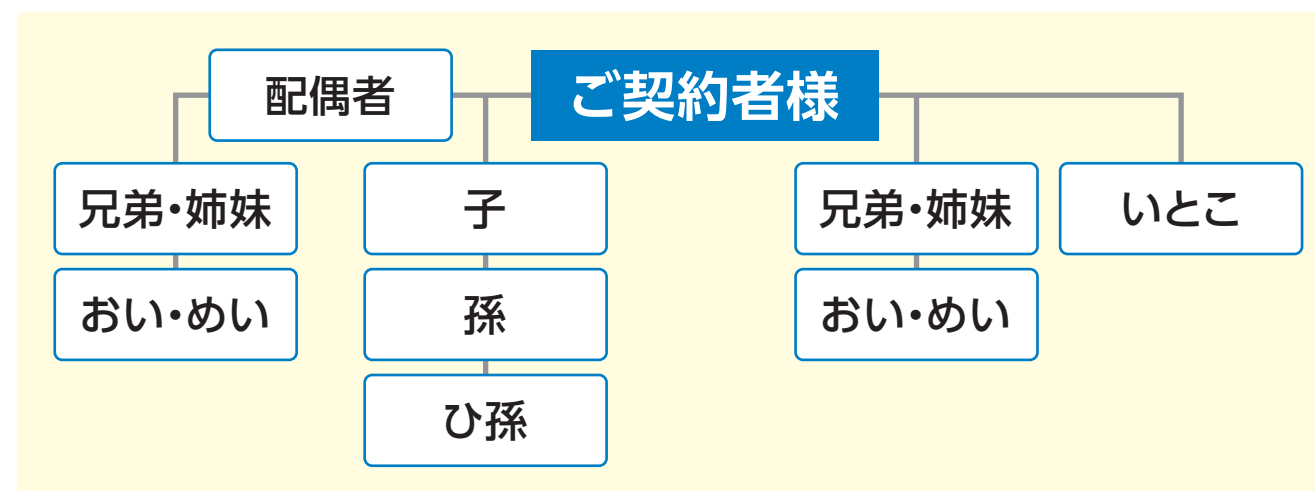 配偶者
ご契約者様
兄弟・姉妹
子
兄弟・姉妹
いとこ
おい・めい
孫
おい・めい
ひ孫